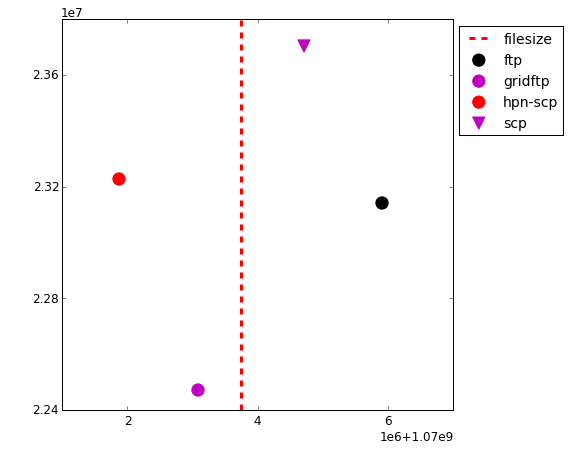 1e7
2.36
2.32
2.28
2.24
2
4
6
1e6+1.07e9
filesize
ftp
gridftp
hpn-scp
scp